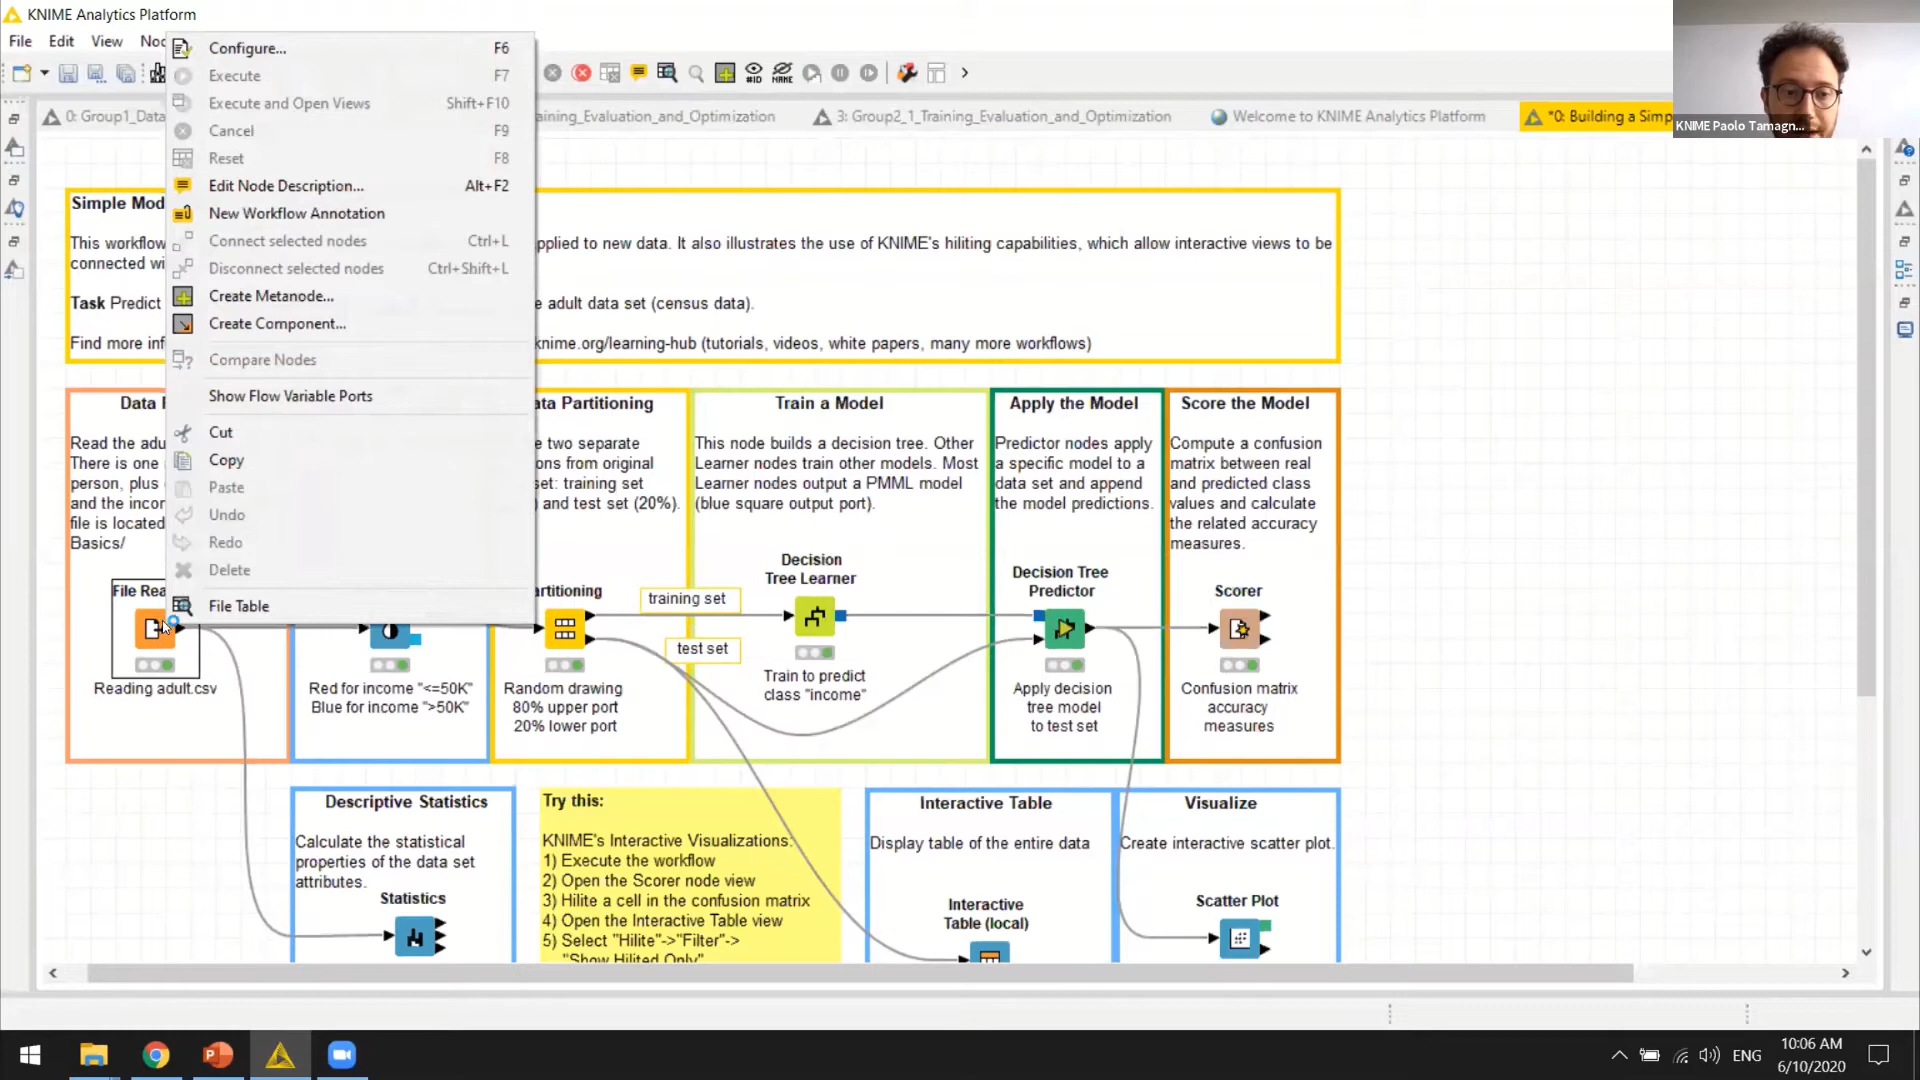 KNIME Analytics Platform
File Edit View
Configure... F6
Execute F7
Execute and Open Views Shift+F10
Cancel F9
Reset F8
Edit Node Description... Alt+F2
New Workflow Annotation
Connect selected nodes Ctrl+L
Disconnect selected nodes Ctrl+Shift+L
Create Metanode...
Create Component...
Compare Nodes
Show Flow Variable Ports
Cut
Copy
Paste
Undo
Redo
Delete
File Table
#ID
NAME
KNIME Paolo Tamagn...
0: Group1_Data
aining_Evaluation_and_Optimization
3: Group2_1_Training_Evaluation_and_Optimization
Welcome to KNIME Analytics Platform
*0: Building a Simp
Simple Mod
This workflow pplied to new data. It also illustrates the use of KNIME's hiliting capabilities, which allow interactive views to be
connected wi
Task Predict e adult data set (census data).
Find more inf knime.org/learning-hub (tutorials, videos, white papers, many more workflows)
Data
Read the adu
There is one
person, plus
and the incor
file is located
Basics/
File Rea
Reading adult.csv
Red for income "<=50K"
Blue for income ">50K"
ata Partitioning
e two separate
ons from original
set: training set
) and test set (20%).
artitioning
Random drawing
80% upper port
20% lower port
training set
test set
Train a Model
This node builds a decision tree. Other
Learner nodes train other models. Most
Learner nodes output a PMML model
(blue square output port).
Decision
Tree Learner
Train to predict
class "income"
Apply the Model
Predictor nodes apply
a specific model to a
data set and append
the model predictions.
Decision Tree
Predictor
Apply decision
tree model
to test set
Score the Model
Compute a confusion
matrix between real
and predicted class
values and calculate
the related accuracy
measures.
Scorer
Confusion matrix
accuracy
measures
Descriptive Statistics
Calculate the statistical
properties of the data set
attributes.
Statistics
Try this:
KNIME's Interactive Visualizations:
1) Execute the workflow
2) Open the Scorer node view
3) Hilite a cell in the confusion matrix
4) Open the Interactive Table view
5) Select "Hilite"->"Filter"->
"Show Hilited Only"
Interactive Table
Display table of the entire data
Interactive
Table (local)
Visualize
Create interactive scatter plot.
Scatter Plot
ENG
10:06 AM
6/10/2020